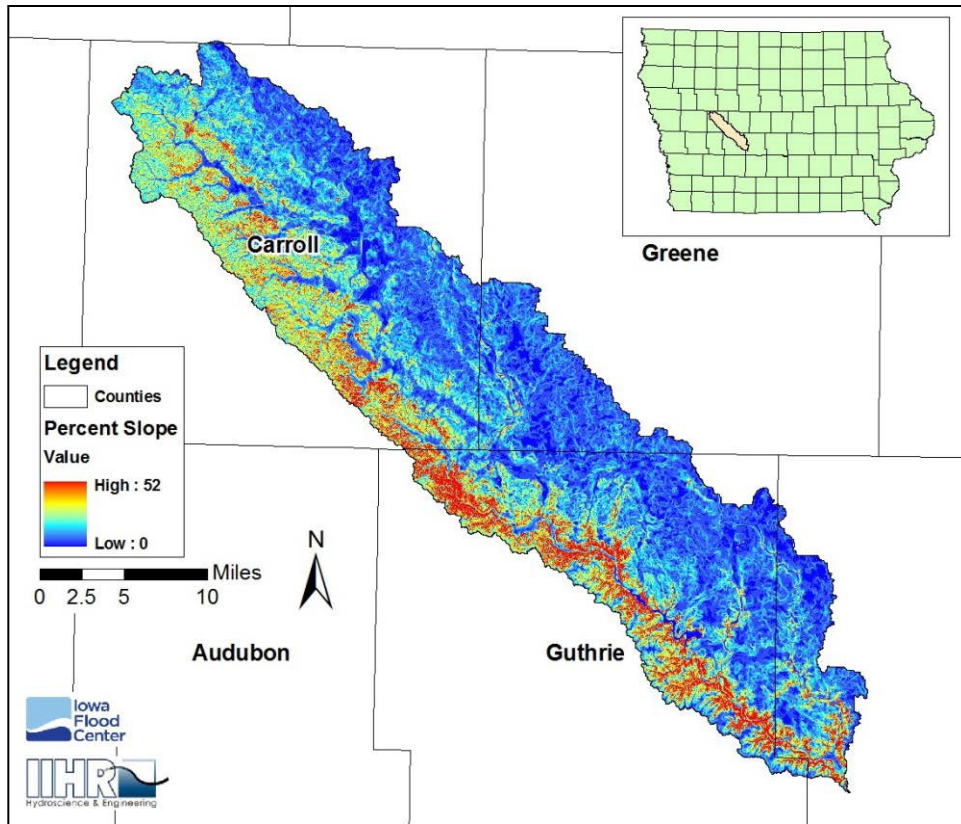 Greene
Carroll
Legend
Counties
Percent Slope
Value
High : 52
Low : 0
N
Miles
0 2.5 5 10
Audubon
Guthrie
Iowa
Flood
Center
IIHR
Hydroscience & Engineering